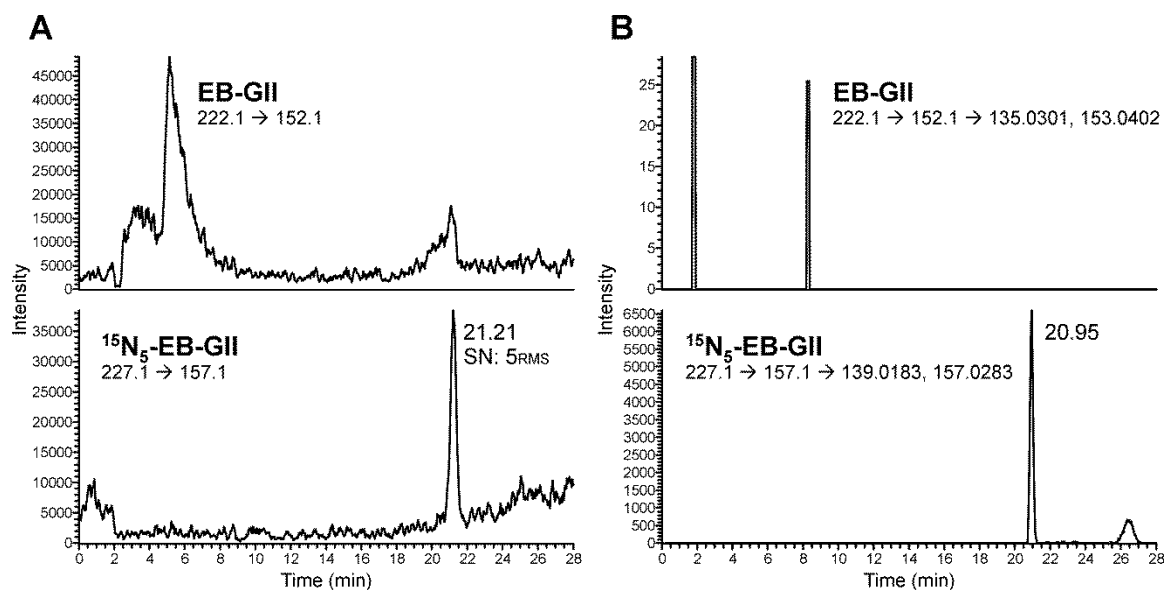 A
EB-GII
222.1 → 152.1
45000
40000
35000
30000
25000
20000
15000
10000
5000
0
Intensity
15N5-EB-GII
227.1 → 157.1
21.21
SN: 5RMS
35000
30000
25000
20000
15000
10000
5000
0
0 2 4 6 8 10 12 14 16 18 20 22 24 26 28
Time (min)
B
EB-GII
222.1 → 152.1 → 135.0301, 153.0402
25
20
15
10
5
0
Intensity
15N5-EB-GII
227.1 → 157.1 → 139.0183, 157.0283
20.95
6500
6000
5500
5000
4500
4000
3500
3000
2500
2000
1500
1000
500
0
0 2 4 6 8 10 12 14 16 18 20 22 24 26 28
Time (min)